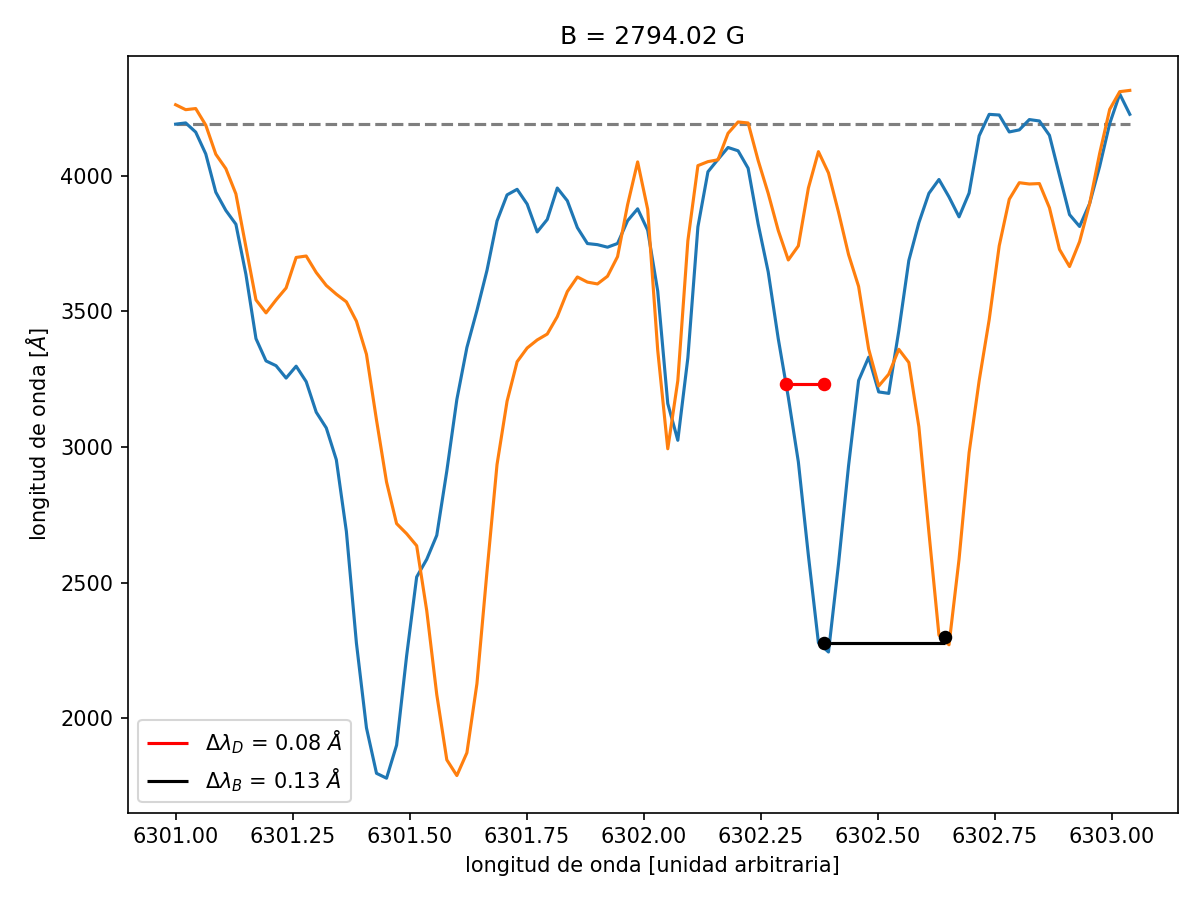 B = 2794.02 G
longitud de onda [Å]
4000
3500
3000
2500
2000
Δλ_D = 0.08 Å
Δλ_B = 0.13 Å
6301.00 6301.25 6301.50 6301.75 6302.00 6302.25 6302.50 6302.75 6303.00
longitud de onda [unidad arbitraria]